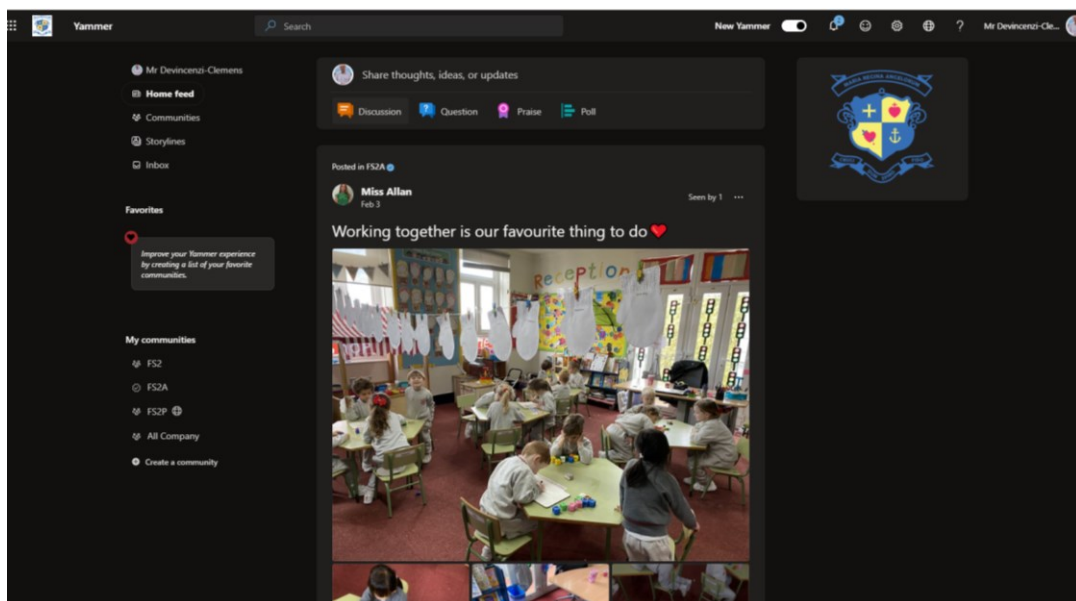 Yammer
Search
New Yammer
?
Mr Devincenzi-Cle...
Mr Devincenzi-Clemens
Home feed
Communities
Storylines
Inbox
Favorites
Improve your Yammer experience
by creating a list of your favorite
communities.
My communities
FS2
FS2A
FS2P
All Company
Create a community
Share thoughts, ideas, or updates
Discussion
Question
Praise
Poll
Posted in FS2A
Miss Allan
Feb 3
Seen by 1
Working together is our favourite thing to do
Reception
MARIA REGINA ANGELORUM